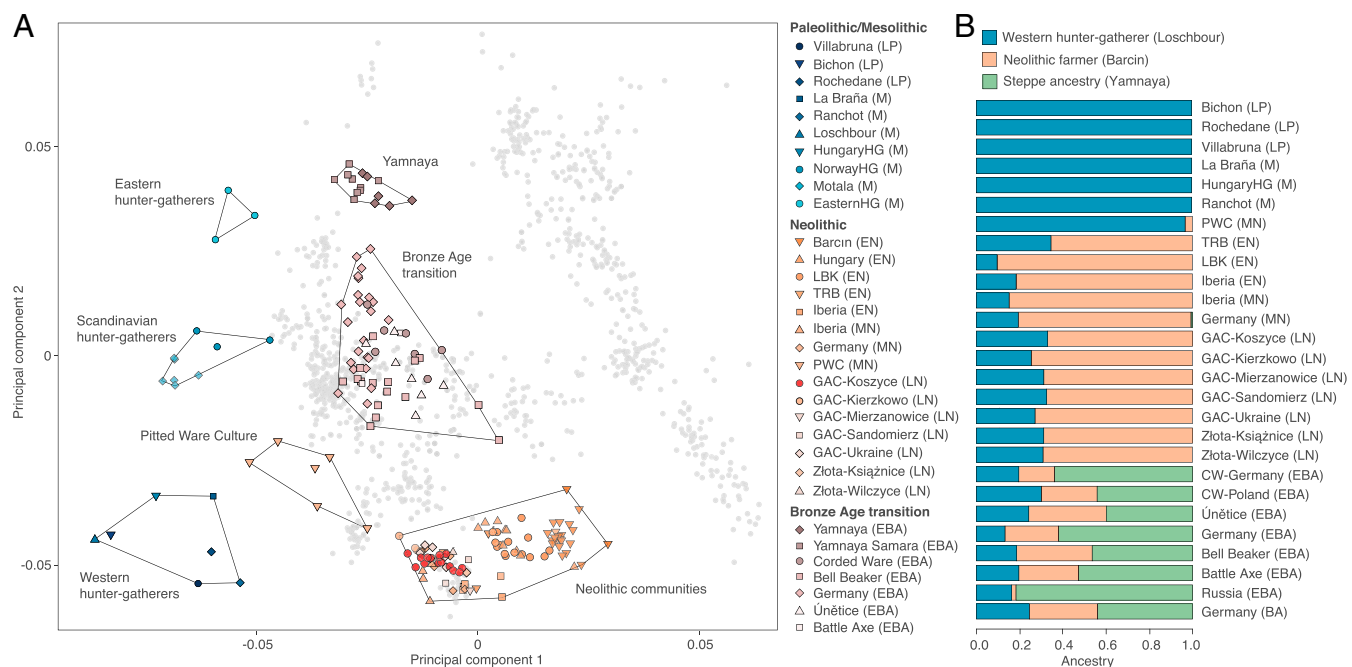 A
0.05
0
-0.05
Principal component 2
-0.05
0
0.05
Principal component 1
Yamnaya
Eastern
hunter-gatherers
Bronze Age
transition
Scandinavian
hunter-gatherers
Pitted Ware Culture
Western
hunter-gatherers
Neolithic communities
Paleolithic/Mesolithic
Villabruna (LP)
Bichon (LP)
Rochedane (LP)
La Braña (M)
Ranchot (M)
Loschbour (M)
HungaryHG (M)
NorwayHG (M)
Motala (M)
EasternHG (M)
Neolithic
Barcın (EN)
Hungary (EN)
LBK (EN)
TRB (EN)
Iberia (EN)
Iberia (MN)
Germany (MN)
PWC (MN)
GAC-Koszyce (LN)
GAC-Kierzkowo (LN)
GAC-Mierzanowice (LN)
GAC-Sandomierz (LN)
GAC-Ukraine (LN)
Złota-Książnice (LN)
Złota-Wilczyce (LN)
Bronze Age transition
Yamnaya (EBA)
Yamnaya Samara (EBA)
Corded Ware (EBA)
Bell Beaker (EBA)
Germany (EBA)
Únětice (EBA)
Battle Axe (EBA)
B
Western hunter-gatherer (Loschbour)
Neolithic farmer (Barcin)
Steppe ancestry (Yamnaya)
Bichon (LP)
Rochedane (LP)
Villabruna (LP)
La Braña (M)
HungaryHG (M)
Ranchot (M)
PWC (MN)
TRB (EN)
LBK (EN)
Iberia (EN)
Iberia (MN)
Germany (MN)
GAC-Koszyce (LN)
GAC-Kierzkowo (LN)
GAC-Mierzanowice (LN)
GAC-Sandomierz (LN)
GAC-Ukraine (LN)
Złota-Książnice (LN)
Złota-Wilczyce (LN)
CW-Germany (EBA)
CW-Poland (EBA)
Únětice (EBA)
Germany (EBA)
Bell Beaker (EBA)
Battle Axe (EBA)
Russia (EBA)
Germany (BA)
0.0 0.2 0.4 0.6 0.8 1.0
Ancestry